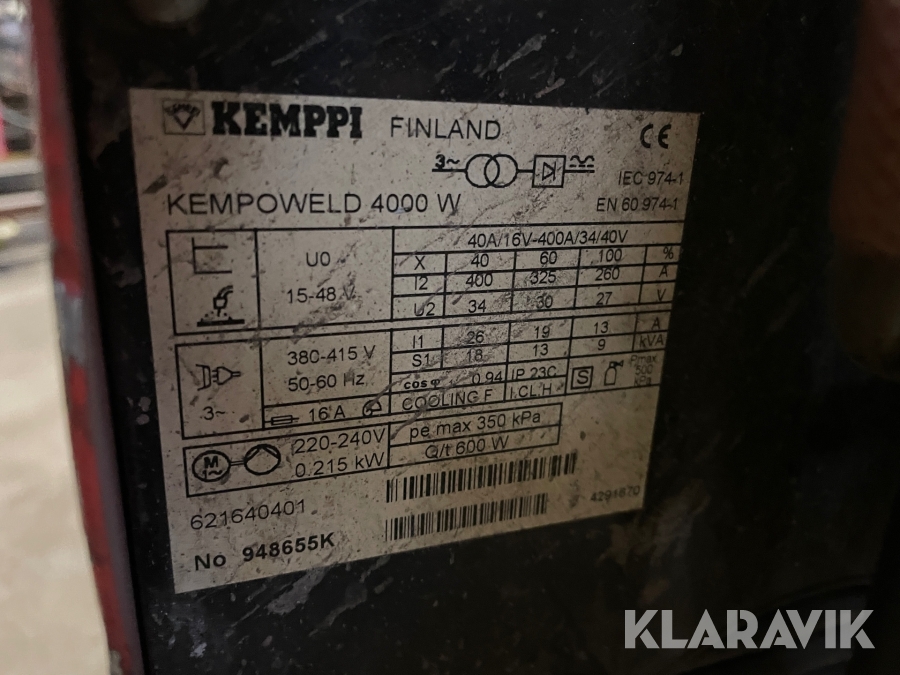 KEMPPI FINLAND CE
3~
IEC 974-1
KEMPOWELD 4000 W EN 60 974-1
40A/16V-400A/34/40V
U0 X 40 60 100 %
15-48 V I2 400 325 260 A
U2 34 30 27 V
380-415 V I1 26 19 13 A
50-60 Hz S1 18 13 9 kVA
3~ cos φ 0.94 IP 23C S Pmax 500 kPa
16 A COOLING F I.CL.H
M 1~ 220-240V pe max 350 kPa
0.215 kW Q/t 600 W
621640401 4291870
No 948655K
KLARAVIK